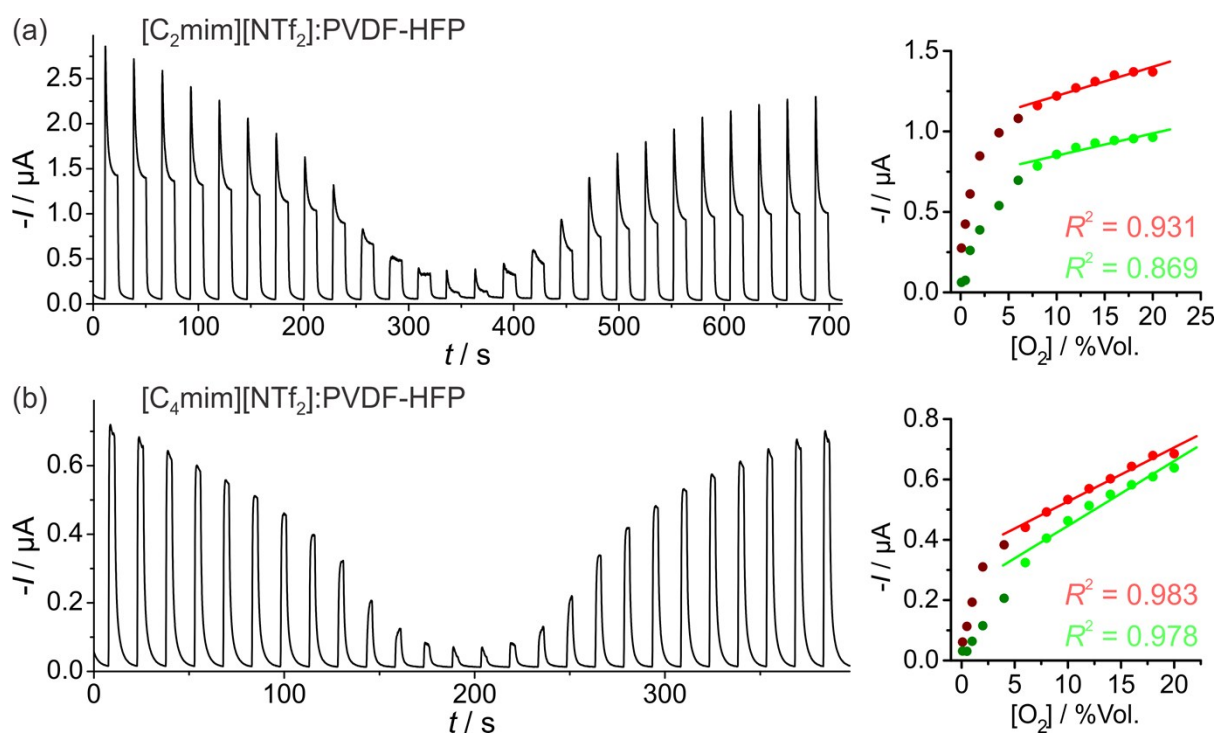 (a) [C₂mim][NTf₂]:PVDF-HFP
-I / µA
2.5
2.0
1.5
1.0
0.5
0.0
0 100 200 300 400 500 600 700
t / s
-I / µA
1.5
1.0
0.5
0.0
R² = 0.931
R² = 0.869
0 5 10 15 20 25
[O₂] / %Vol.
(b) [C₄mim][NTf₂]:PVDF-HFP
-I / µA
0.6
0.4
0.2
0.0
0 100 200 300
t / s
-I / µA
0.8
0.6
0.4
0.2
0.0
R² = 0.983
R² = 0.978
0 5 10 15 20
[O₂] / %Vol.